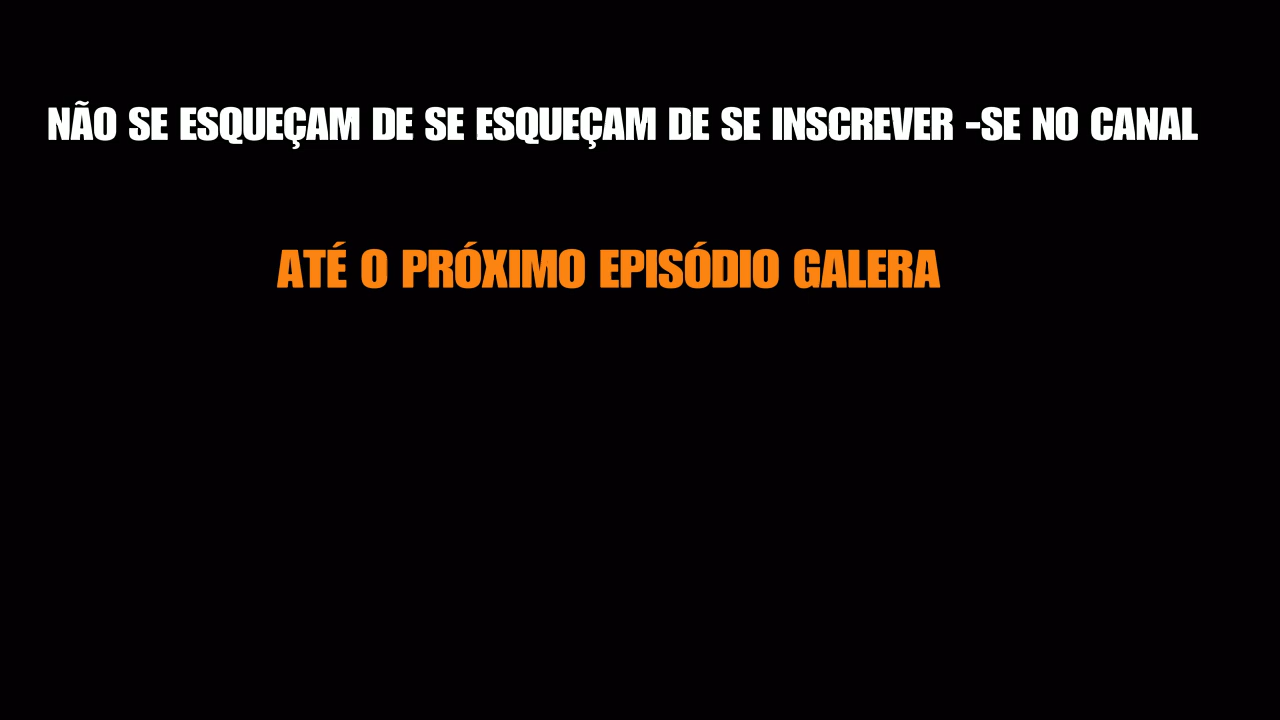 NÃO SE ESQUEÇAM DE SE ESQUEÇAM DE SE INSCREVER -SE NO CANAL
ATÉ O PRÓXIMO EPISÓDIO GALERA